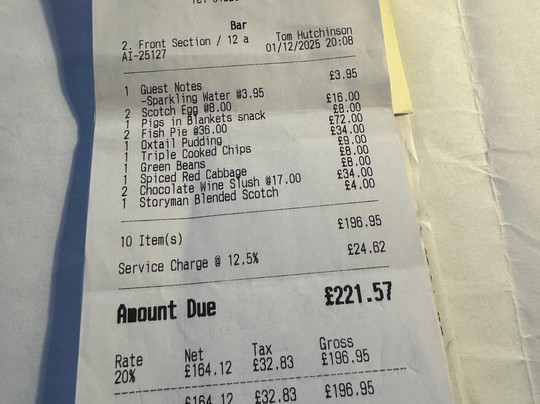 Bar
2. Front Section / 12 a Tom Hutchinson
AI-25127 01/12/2025 20:08
1 Guest Notes £3.95
-Sparkling Water @3.95
2 Scotch Egg @8.00 £16.00
1 Pigs in Blankets snack £8.00
2 Fish Pie @36.00 £72.00
1 Oxtail Pudding £34.00
1 Triple Cooked Chips £9.00
1 Green Beans £8.00
1 Spiced Red Cabbage £8.00
2 Chocolate Wine Slush @17.00 £34.00
1 Storyman Blended Scotch £4.00
10 Item(s) £196.95
Service Charge @ 12.5% £24.62
Amount Due £221.57
Rate Net Tax Gross
20% £164.12 £32.83 £196.95
£164.12 £32.83 £196.95